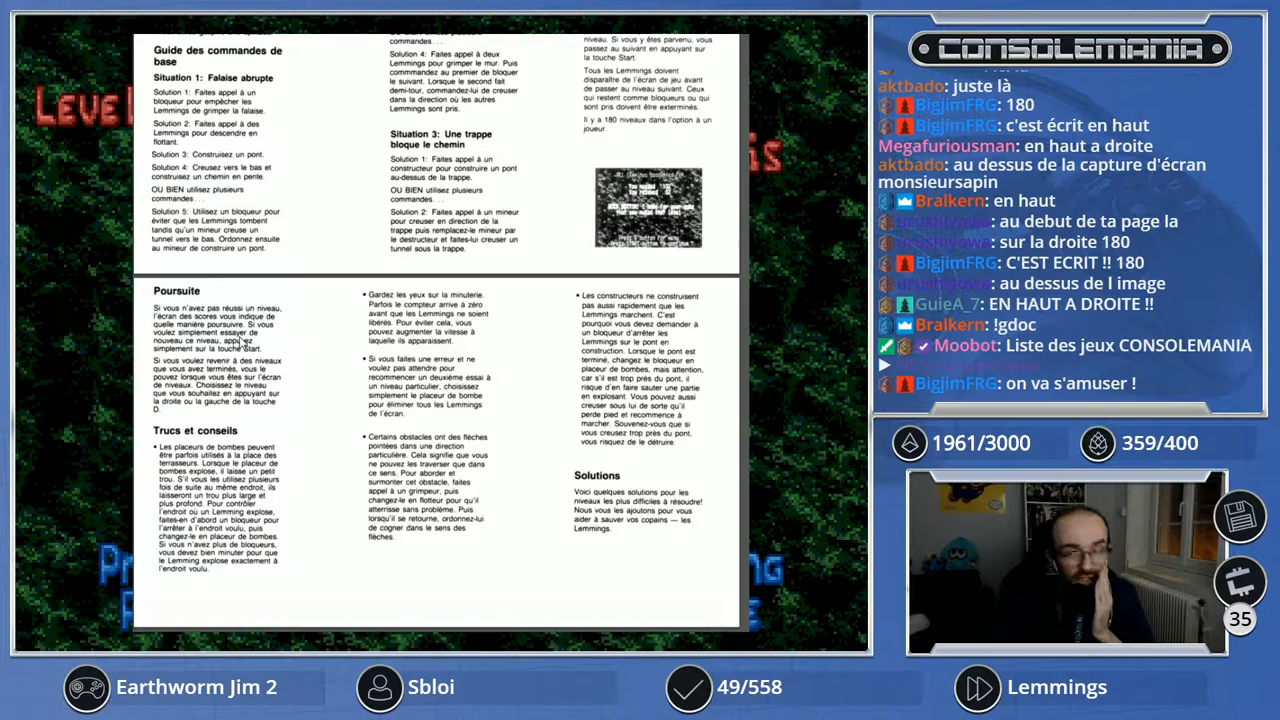 Guide des commandes de
base
Situation 1: Falaise abrupte
Solution 1: Faites appel à un
bloqueur pour empêcher les
Lemmings de grimper la falaise.
Solution 2: Faites appel à des
Lemmings pour descendre en
flottant.
Solution 3: Construisez un pont.
Solution 4: Creusez vers le bas et
construisez un chemin en pente.
OU BIEN utilisez plusieurs
commandes...
Solution 5: Utilisez un bloqueur pour
éviter que les Lemmings tombent
tandis qu'un mineur creuse un
tunnel vers le bas. Ordonnez ensuite
au mineur de construire un pont.
commandes...
Solution 4: Faites appel à deux
Lemmings pour grimper le mur. Puis
commandez au premier de bloquer
le suivant. Lorsque le second fait
demi-tour, commandez-lui de creuser
dans la direction où les autres
Lemmings sont pris.
Situation 3: Une trappe
bloque le chemin
Solution 1: Faites appel à un
constructeur pour construire un pont
au-dessus de la trappe.
OU BIEN utilisez plusieurs
commandes...
Solution 2: Faites appel à un mineur
pour creuser en direction de la
trappe puis remplacez-le mineur par
le destructeur et faites-lui creuser un
tunnel sous la trappe.
niveau. Si vous y êtes parvenu, vous
passez au suivant en appuyant sur
la touche Start.
Tous les Lemmings doivent
disparaître de l'écran de jeu avant
de passer au niveau suivant. Ceux
qui restent comme bloqueurs ou qui
sont pris doivent être exterminés.
Il y a 180 niveaux dans l'option à un
joueur.
Poursuite
Si vous n'avez pas réussi un niveau,
l'écran des scores vous indique de
quelle manière poursuivre. Si vous
voulez simplement essayer de
nouveau ce niveau, appuyez
simplement sur la touche Start.
Si vous voulez revenir à des niveaux
que vous avez terminés, vous le
pouvez lorsque vous êtes sur l'écran
de niveaux. Choisissez le niveau
que vous souhaitez en appuyant sur
la droite ou la gauche de la touche
D.
Trucs et conseils
• Les placeurs de bombes peuvent
être parfois utilisés à la place des
terrasseurs. Lorsque le placeur de
bombes explose, il laisse un petit
trou. S'il vous les utilisez plusieurs
fois de suite au même endroit, ils
laisseront un trou plus large et
plus profond. Pour contrôler
l'endroit où un Lemming explose,
faites-en d'abord un bloqueur pour
l'arrêter à l'endroit voulu, puis
changez-le en placeur de bombes.
Si vous n'avez plus de bloqueurs,
vous devez bien minuter pour que
le Lemming explose exactement à
l'endroit voulu.
• Gardez les yeux sur la minuterie.
Parfois le compteur arrive à zéro
avant que les Lemmings ne soient
libérés. Pour éviter cela, vous
pouvez augmenter la vitesse à
laquelle ils apparaissent.
• Si vous faites une erreur et ne
voulez pas attendre pour
recommencer un deuxième essai à
un niveau particulier, choisissez
simplement le placeur de bombe
pour éliminer tous les Lemmings
de l'écran.
• Certains obstacles ont des flèches
pointées dans une direction
particulière. Cela signifie que vous
ne pouvez les traverser que dans
ce sens. Pour aborder et
surmonter cet obstacle, faites
appel à un grimpeur, puis
changez-le en flotteur pour qu'il
atterrisse sans problème. Puis
lorsqu'il se retourne, ordonnez-lui
de cogner dans le sens des
flèches.
• Les constructeurs ne construisent
pas aussi rapidement que les
Lemmings marchent. C'est
pourquoi vous devez demander à
un bloqueur d'arrêter les
Lemmings sur le pont en
construction. Lorsque le pont est
terminé, changez le bloqueur en
placeur de bombes, mais attention,
car s'il est trop près du pont, il
risque d'en faire sauter une partie
en explosant. Vous pouvez aussi
creuser sous lui de sorte qu'il
perde pied et recommence à
marcher. Souvenez-vous que si
vous creusez trop près du pont,
vous risquez de le détruire.
Solutions
Voici quelques solutions pour les
niveaux les plus difficiles à résoudre!
Nous vous les ajoutons pour vous
aider à sauver vos copains — les
Lemmings.
CONSOLEMANIA
aktbado: juste là
BigjimFRG: 180
BigjimFRG: c'est écrit en haut
Megafuriousman: en haut a droite
aktbado: au dessus de la capture d'écran
monsieursapin
Bralkern: en haut
urushiyowa: au debut de ta page la
urushiyowa: sur la droite 180
BigjimFRG: C'EST ECRIT !! 180
urushiyowa: au dessus de l image
GuieA_7: EN HAUT A DROITE !!
Bralkern: !gdoc
Moobot: Liste des jeux CONSOLEMANIA
BigjimFRG: on va s'amuser !
1961/3000
359/400
35
Earthworm Jim 2
Sbloi
49/558
Lemmings